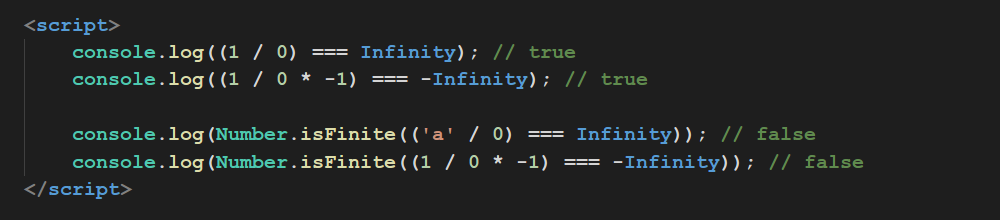 <script>
console.log((1 / 0) === Infinity); // true
console.log((1 / 0 * -1) === -Infinity); // true
console.log(Number.isFinite(('a' / 0) === Infinity)); // false
console.log(Number.isFinite((1 / 0 * -1) === -Infinity)); // false
</script>